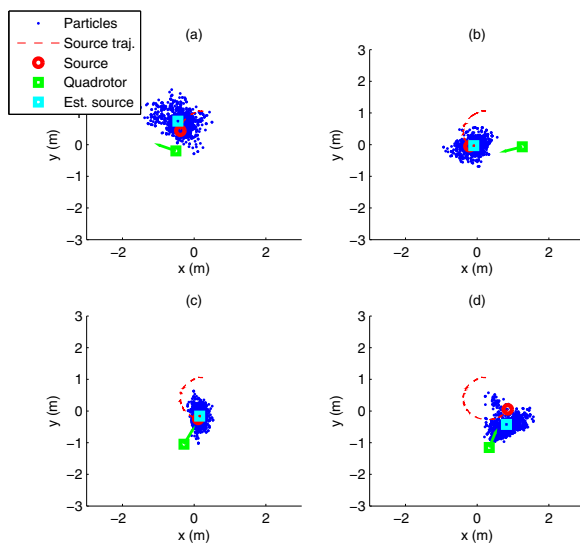 Particles
Source traj.
Source
Quadrotor
Est. source
(a)
y (m)
0
−1
−2
−3
−2
0
2
x (m)
(b)
y (m)
3
2
1
0
−1
−2
−3
−2
0
2
x (m)
(c)
y (m)
3
2
1
0
−1
−2
−3
−2
0
2
x (m)
(d)
y (m)
3
2
1
0
−1
−2
−3
−2
0
2
x (m)